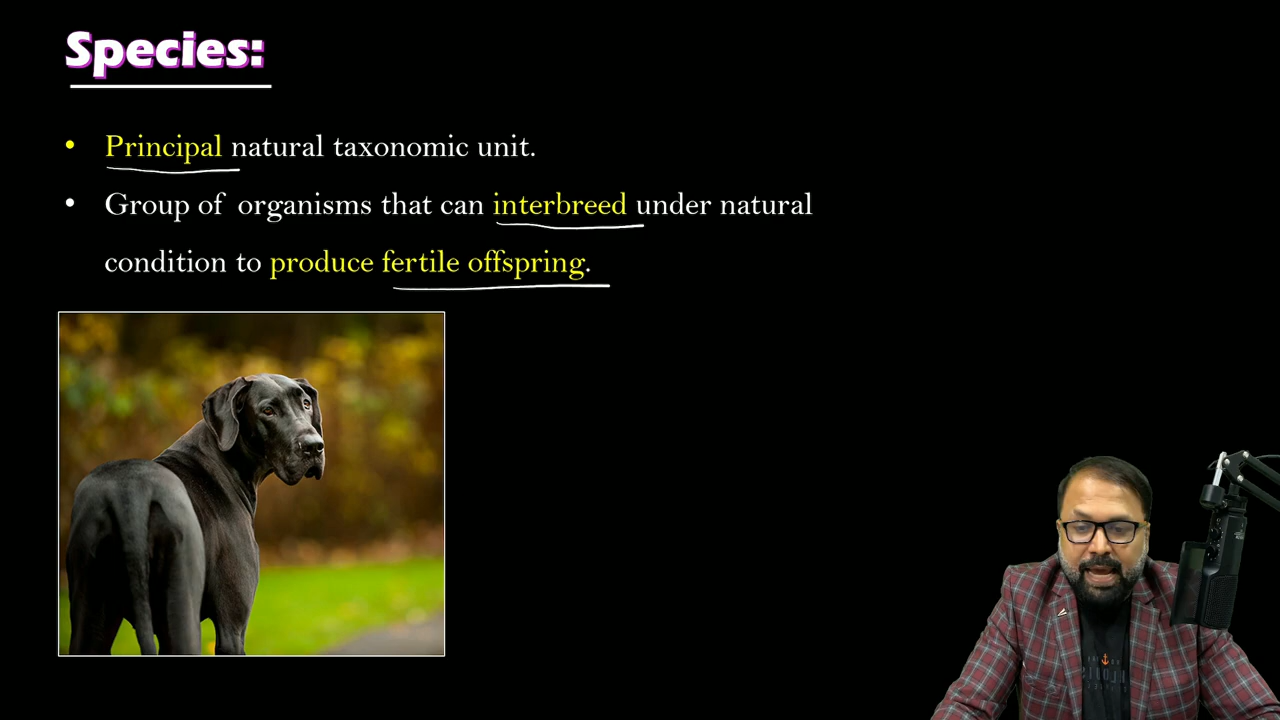 Species:
• Principal natural taxonomic unit.
• Group of organisms that can interbreed under natural
condition to produce fertile offspring.